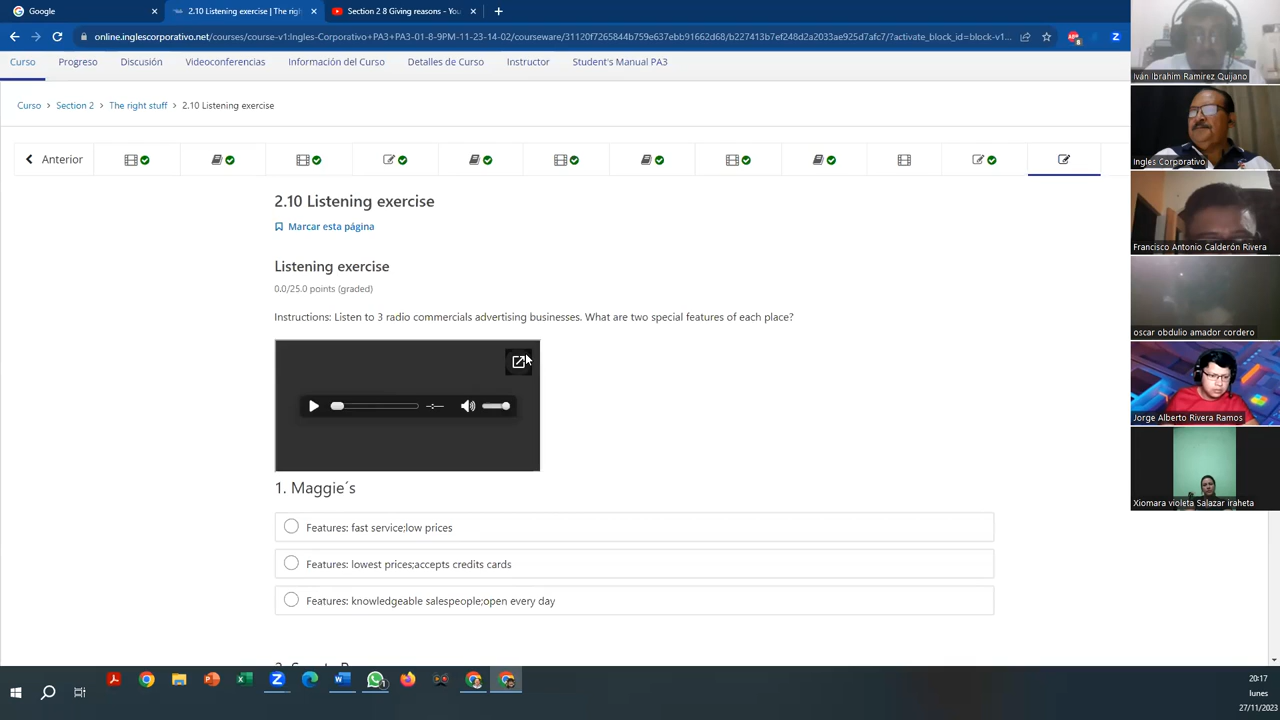 Google
2.10 Listening exercise | The righ
Section 2 8 Giving reasons - You
online.inglescorporativo.net/courses/course-v1:Ingles-Corporativo+PA3+PA3-01-8-9PM-11-23-14-02/courseware/31120f7265844b759e637ebb91662d68/b227413b7ef248d2a2033ae925d7afc7/?activate_block_id=block-v1...
Curso
Progreso
Discusión
Videoconferencias
Información del Curso
Detalles de Curso
Instructor
Student's Manual PA3
Curso > Section 2 > The right stuff > 2.10 Listening exercise
Anterior
2.10 Listening exercise
Marcar esta página
Listening exercise
0.0/25.0 points (graded)
Instructions: Listen to 3 radio commercials advertising businesses. What are two special features of each place?
1. Maggie´s
Features: fast service;low prices
Features: lowest prices;accepts credits cards
Features: knowledgeable salespeople;open every day
Iván Ibrahim Ramirez Quijano
Ingles Corporativo
Francisco Antonio Calderón Rivera
oscar obdulio amador cordero
Jorge Alberto Rivera Ramos
Xiomara violeta Salazar iraheta
20:17
lunes
27/11/2023